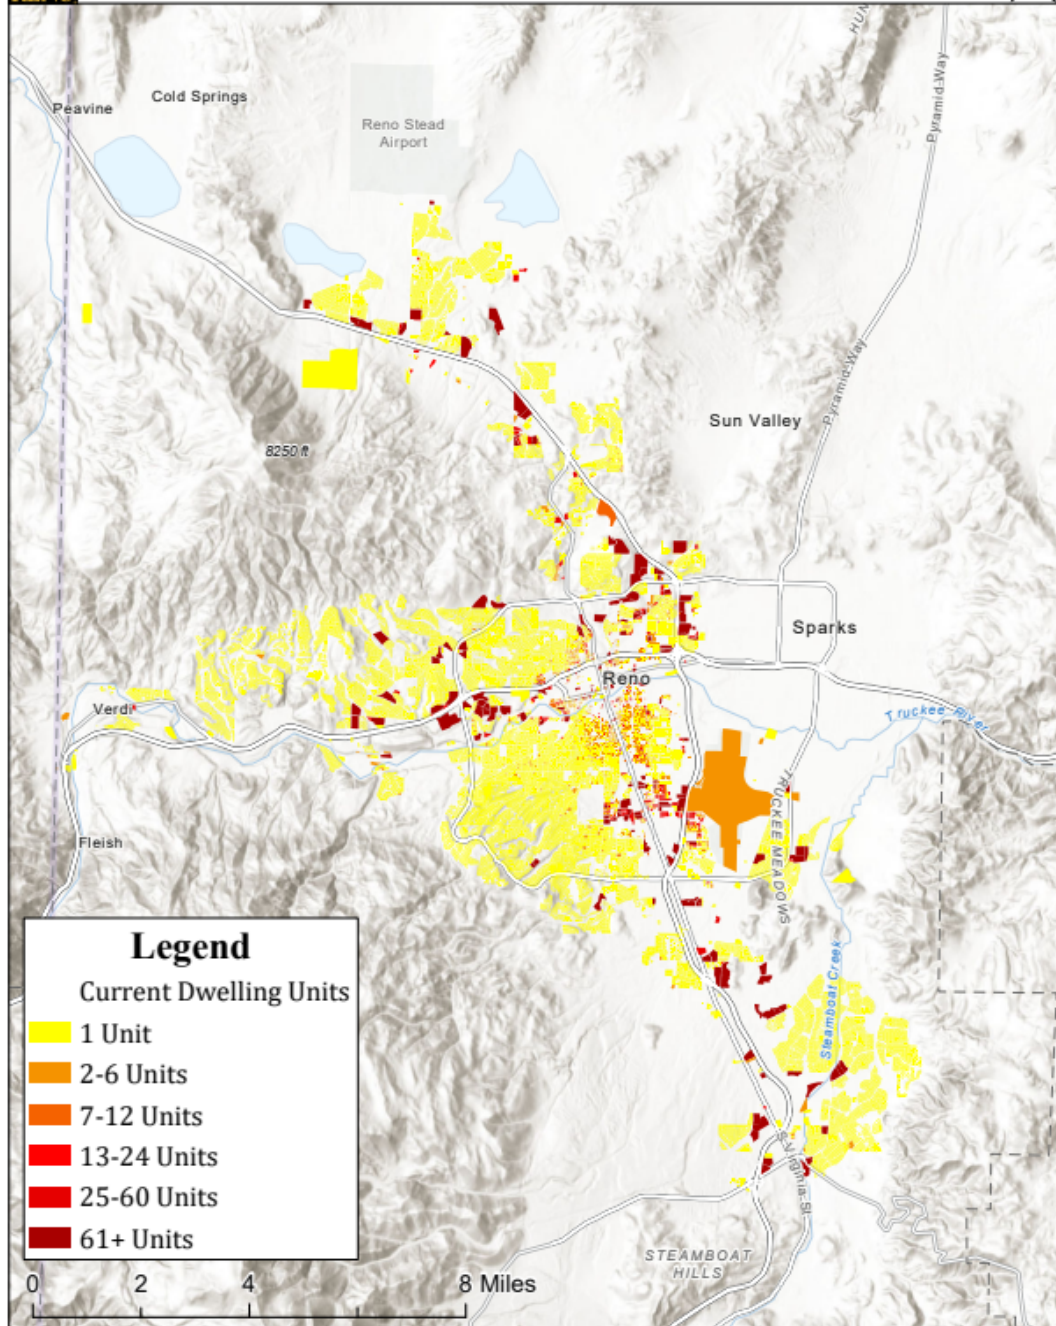 HUN
Pyramid Way
Peavine
Cold Springs
Reno Stead
Airport
Pyramid Way
Sun Valley
8250 ft
Sparks
Reno
Verdi
Truckee River
TRUCKEE MEADOWS
Fleish
Steamboat Creek
S Virginia St
STEAMBOAT
HILLS
Legend
Current Dwelling Units
1 Unit
2-6 Units
7-12 Units
13-24 Units
25-60 Units
61+ Units
0 2 4 8 Miles